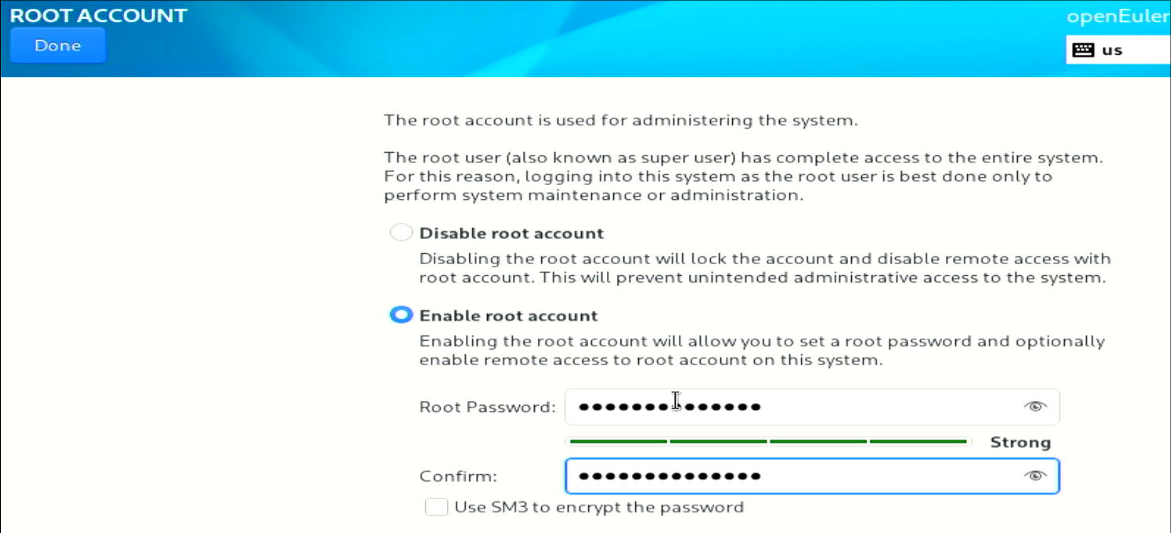 ROOT ACCOUNT
openEuler
Done
us
The root account is used for administering the system.
The root user (also known as super user) has complete access to the entire system.
For this reason, logging into this system as the root user is best done only to
perform system maintenance or administration.
Disable root account
Disabling the root account will lock the account and disable remote access with
root account. This will prevent unintended administrative access to the system.
Enable root account
Enabling the root account will allow you to set a root password and optionally
enable remote access to root account on this system.
Root Password: ••••••••••••••
Strong
Confirm: ••••••••••••••
Use SM3 to encrypt the password